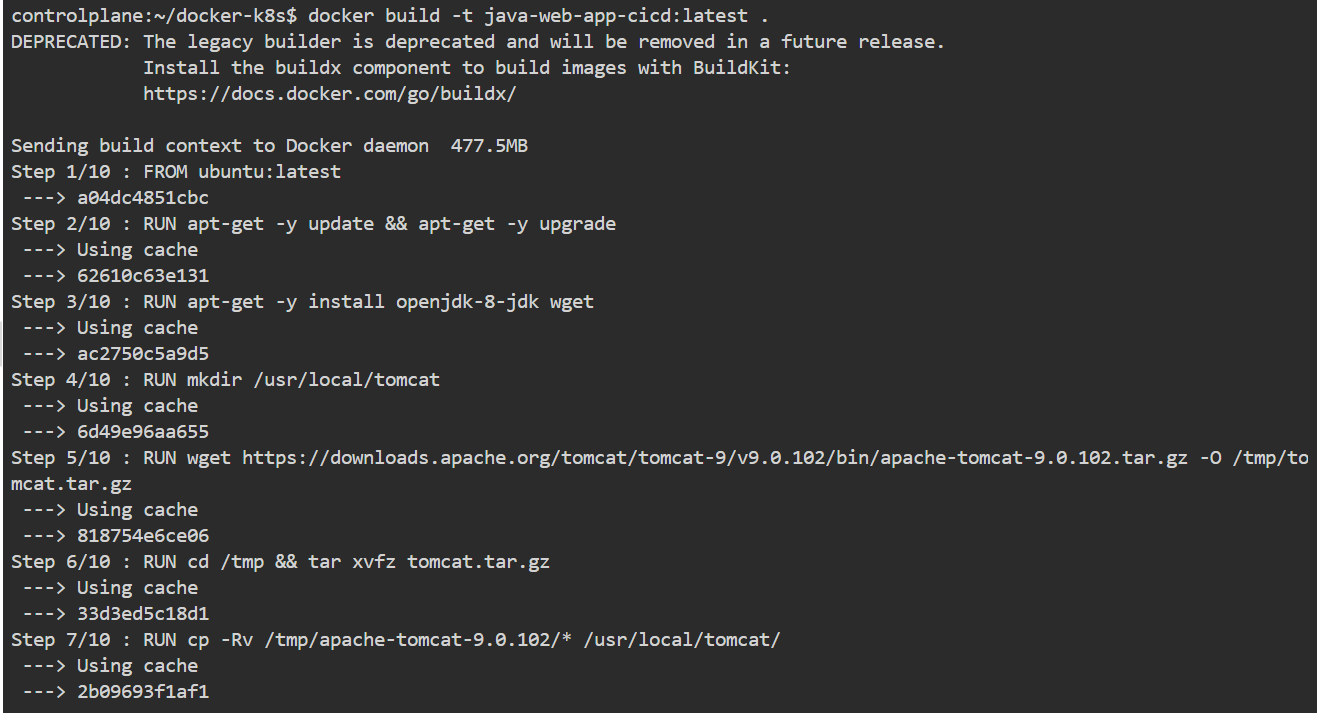 controlplane:~/docker-k8s$ docker build -t java-web-app-cicd:latest .
DEPRECATED: The legacy builder is deprecated and will be removed in a future release.
            Install the buildx component to build images with BuildKit:
            https://docs.docker.com/go/buildx/

Sending build context to Docker daemon  477.5MB
Step 1/10 : FROM ubuntu:latest
 ---> a04dc4851cbc
Step 2/10 : RUN apt-get -y update && apt-get -y upgrade
 ---> Using cache
 ---> 62610c63e131
Step 3/10 : RUN apt-get -y install openjdk-8-jdk wget
 ---> Using cache
 ---> ac2750c5a9d5
Step 4/10 : RUN mkdir /usr/local/tomcat
 ---> Using cache
 ---> 6d49e96aa655
Step 5/10 : RUN wget https://downloads.apache.org/tomcat/tomcat-9/v9.0.102/bin/apache-tomcat-9.0.102.tar.gz -O /tmp/to
mcat.tar.gz
 ---> Using cache
 ---> 818754e6ce06
Step 6/10 : RUN cd /tmp && tar xvfz tomcat.tar.gz
 ---> Using cache
 ---> 33d3ed5c18d1
Step 7/10 : RUN cp -Rv /tmp/apache-tomcat-9.0.102/* /usr/local/tomcat/
 ---> Using cache
 ---> 2b09693f1af1